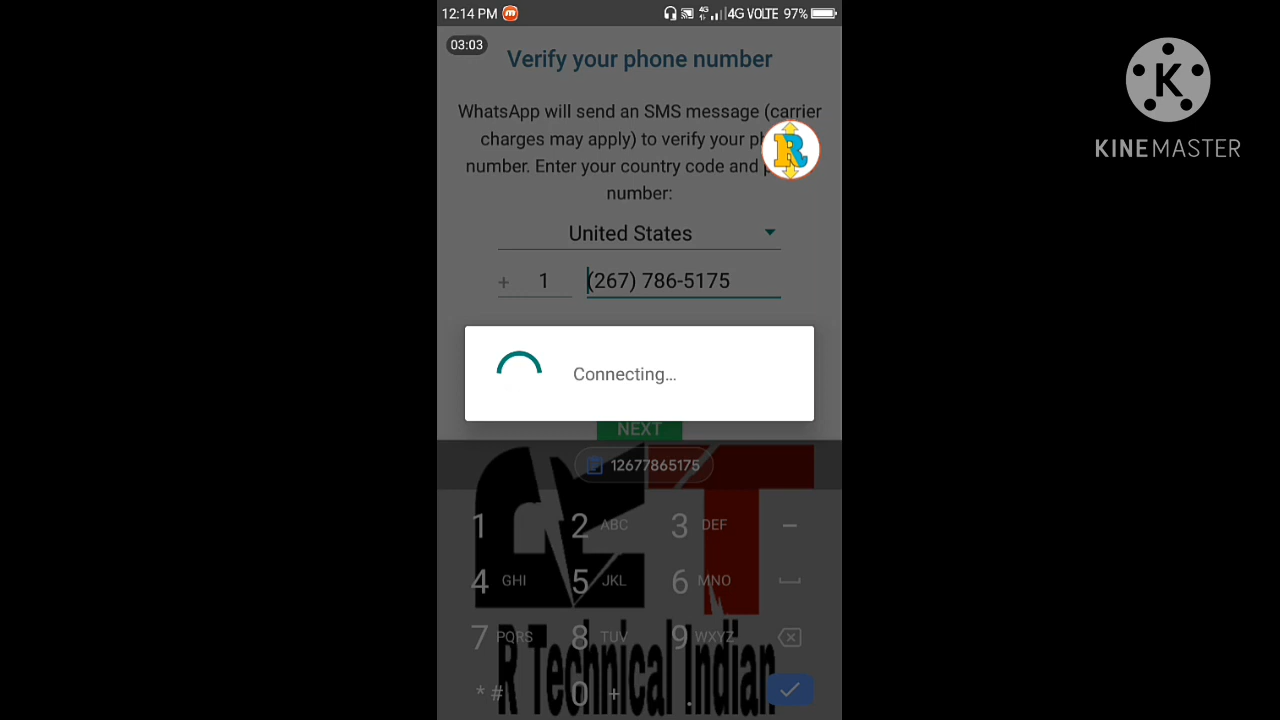 12:14 PM
4G 4G VOLTE 97%
03:03
Verify your phone number
K
KINEMASTER
WhatsApp will send an SMS message (carrier
charges may apply) to verify your
number. Enter your country code and
number:
R
United States
+ 1 (267) 786-5175
Connecting...
NEXT
12677865175
1 2 ABC 3 DEF –
4 GHI 5 JKL 6 MNO
7 PQRS 8 TUV 9 WXYZ
* # 0 + .
R Technical Indian